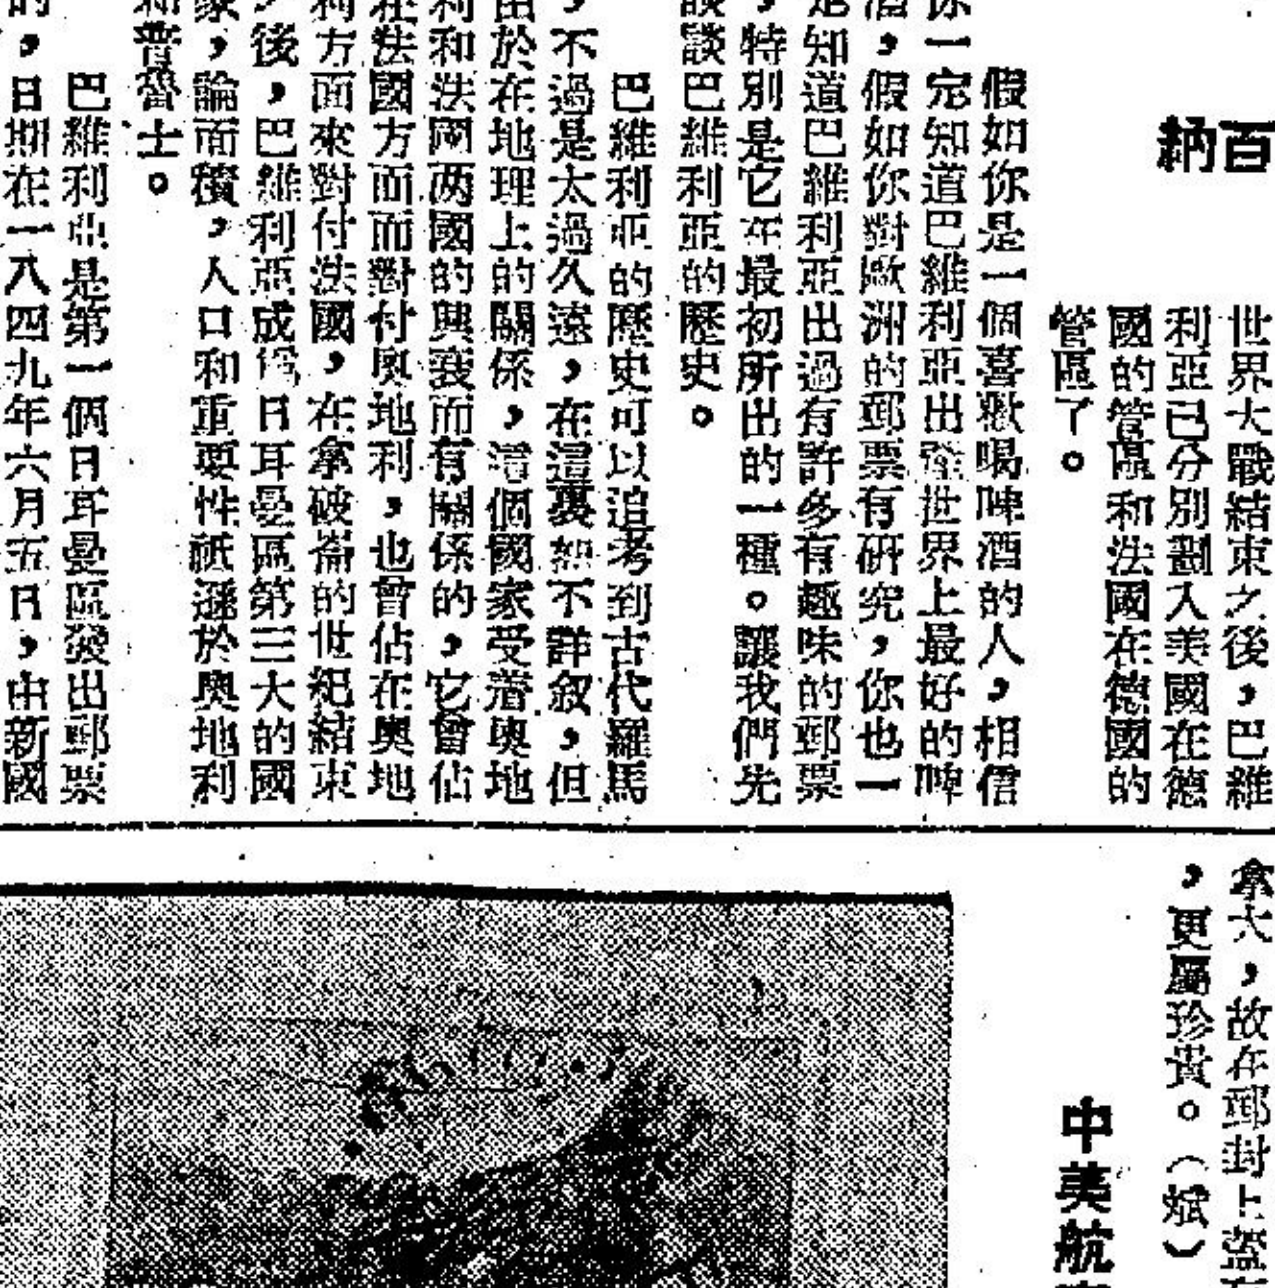 百
納
世界大戰結束之後，巴維
利亞已分別劃入美國在德
國的管區和法國在德國的
管區了。
假如你是一個喜歡喝啤酒的人，相信
你一定知道巴維利亞出產世界上最好的啤
酒，假如你對歐洲的郵票有研究，你也一
定知道巴維利亞出過有許多有趣味的郵票
，特別是它在最初所出的一種。讓我們先
談談巴維利亞的歷史。
巴維利亞的歷史可以追考到古代羅馬
，不過是太過久遠，在這裏恕不詳叙，但
由於在地理上的關係，這個國家受着奧地
利和法國两國的興衰而有關係的，它曾佔
在法國方面而對付奧地利，也曾佔在奧地
利方面來對付法國，在拿破崙的世紀結束
之後，巴維利亞成爲日耳曼區第三大的國
家，論面積，人口和重要性祇遜於奧地利
和普魯士。
巴維利亞是第一個日耳曼區發出郵票
的，日期在一八四九年六月五日，由新國
拿大，故在郵封上蓋
，更屬珍貴。（斌）
中美航